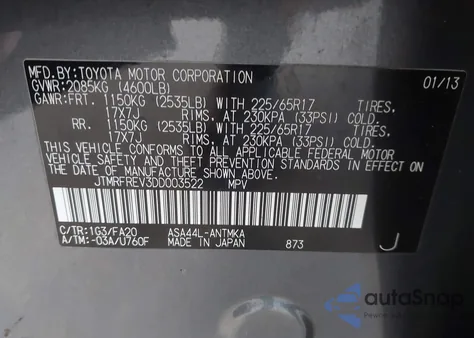 MFD.BY:TOYOTA MOTOR CORPORATION 01/13
GVWR:2085KG (4600LB)
GAWR:FRT. 1150KG (2535LB) WITH 225/65R17 TIRES,
17X7J RIMS, AT 230KPA (33PSI) COLD.
RR. 1150KG (2535LB) WITH 225/65R17 TIRES,
17X7J RIMS, AT 230KPA (33PSI) COLD.
THIS VEHICLE CONFORMS TO ALL APPLICABLE FEDERAL MOTOR
VEHICLE SAFETY AND THEFT PREVENTION STANDARDS IN EFFECT ON
THE DATE OF MANUFACTURE SHOWN ABOVE.
JTMRFREV3DD003522 MPV
C/TR:1G3/FA20 ASA44L-ANTMKA
A/TM:-03A/U760F MADE IN JAPAN 873 J
autoSnap